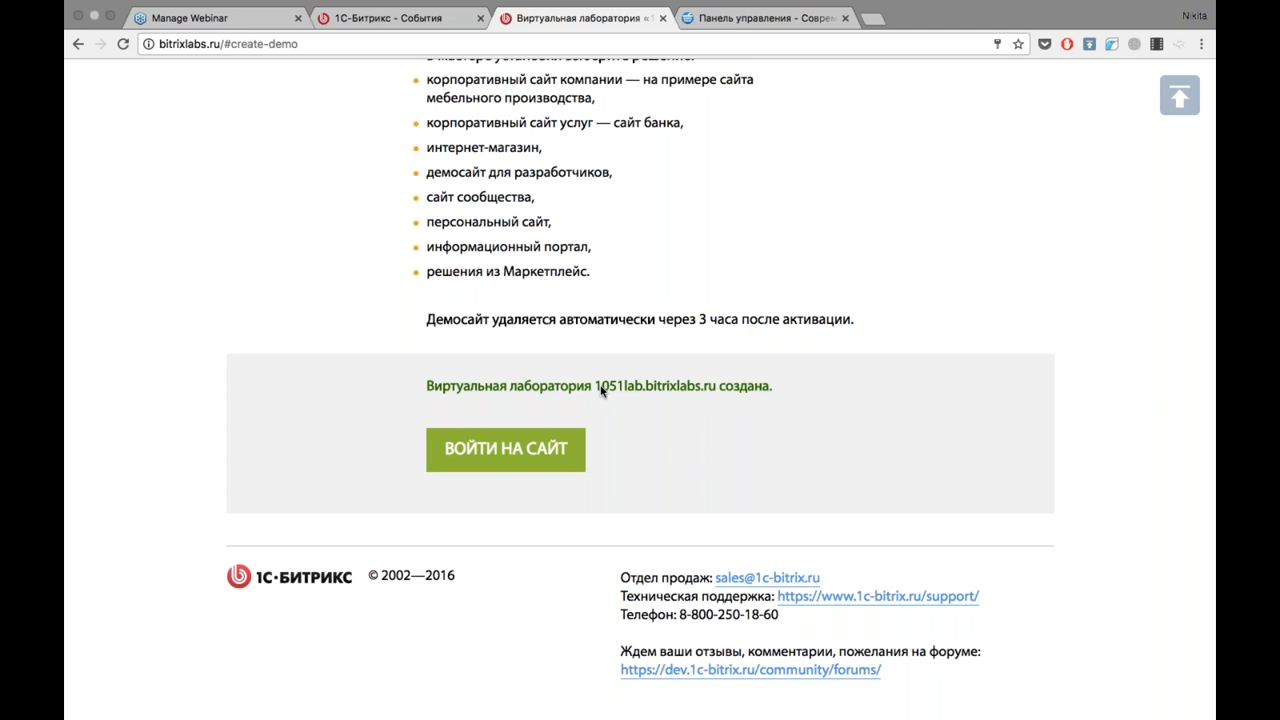 Manage Webinar
1С-Битрикс - События
Виртуальная лаборатория «1
Панель управления - Соврем
Nikita
bitrixlabs.ru/#create-demo
В мастере установки выберите решение:
корпоративный сайт компании — на примере сайта
мебельного производства,
корпоративный сайт услуг — сайт банка,
интернет-магазин,
демосайт для разработчиков,
сайт сообщества,
персональный сайт,
информационный портал,
решения из Маркетплейс.
Демосайт удаляется автоматически через 3 часа после активации.
Виртуальная лаборатория 1051lab.bitrixlabs.ru создана.
ВОЙТИ НА САЙТ
1С·БИТРИКС © 2002—2016
Отдел продаж: sales@1c-bitrix.ru
Техническая поддержка: https://www.1c-bitrix.ru/support/
Телефон: 8-800-250-18-60
Ждем ваши отзывы, комментарии, пожелания на форуме:
https://dev.1c-bitrix.ru/community/forums/